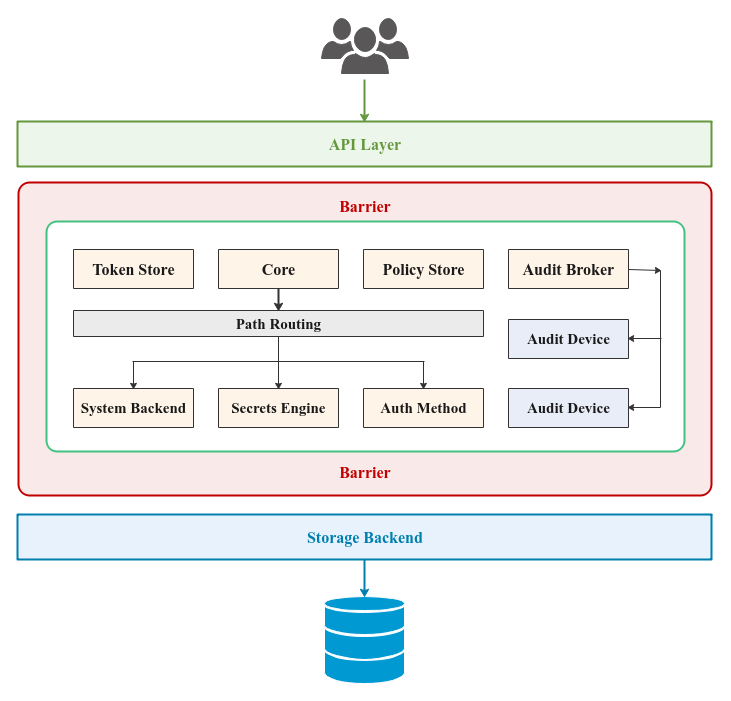 API Layer
Barrier
Token Store
Core
Policy Store
Audit Broker
Path Routing
Audit Device
System Backend
Secrets Engine
Auth Method
Audit Device
Barrier
Storage Backend